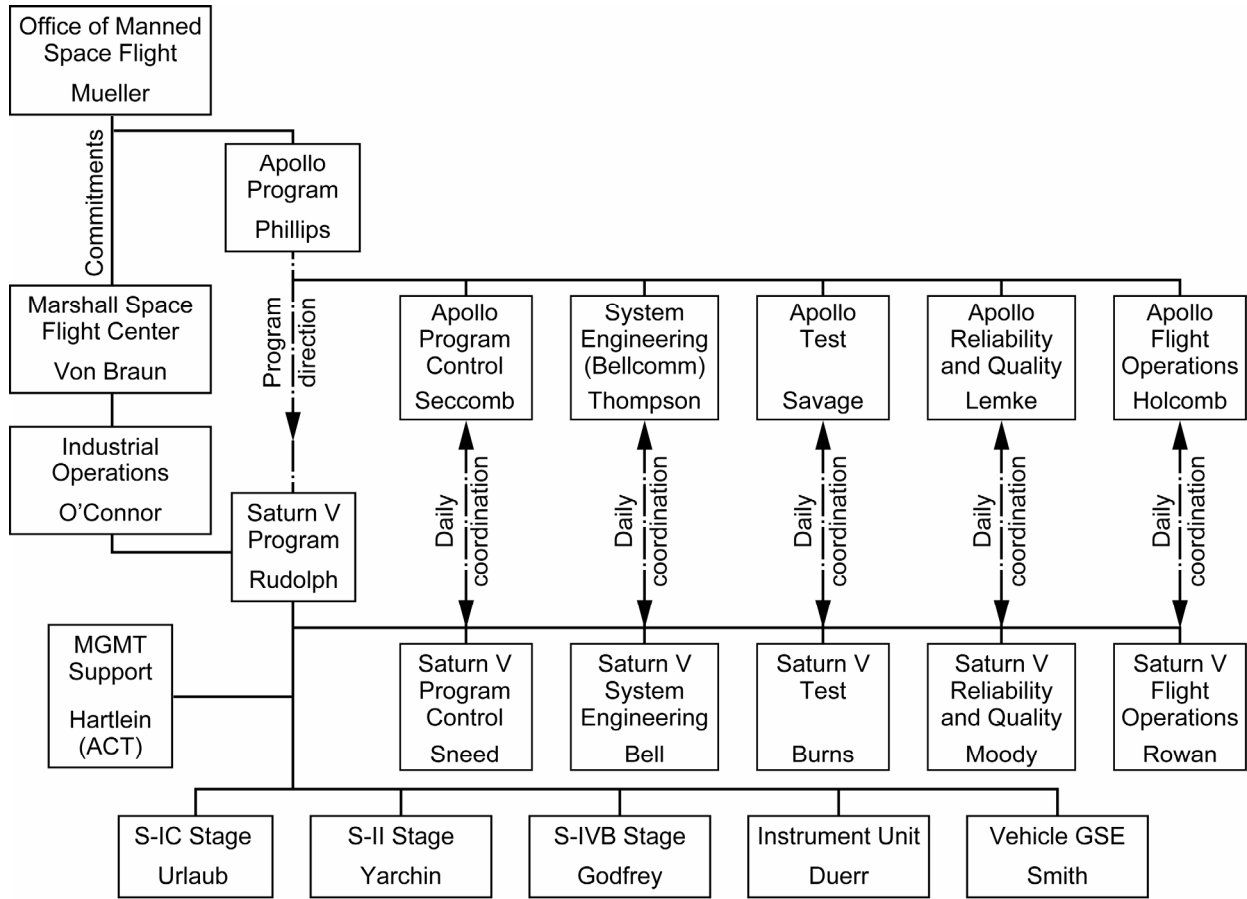 Office of Manned
Space Flight
Mueller
Commitments
Apollo
Program
Phillips
Marshall Space
Flight Center
Von Braun
Program
direction
Apollo
Program
Control
Seccomb
System
Engineering
(Bellcomm)
Thompson
Apollo
Test
Savage
Apollo
Reliability
and Quality
Lemke
Apollo
Flight
Operations
Holcomb
Industrial
Operations
O’Connor
Saturn V
Program
Rudolph
Daily
coordination
Daily
coordination
Daily
coordination
Daily
coordination
Daily
coordination
MGMT
Support
Hartlein
(ACT)
Saturn V
Program
Control
Sneed
Saturn V
System
Engineering
Bell
Saturn V
Test
Burns
Saturn V
Reliability
and Quality
Moody
Saturn V
Flight
Operations
Rowan
S-IC Stage
Urlaub
S-II Stage
Yarchin
S-IVB Stage
Godfrey
Instrument Unit
Duerr
Vehicle GSE
Smith